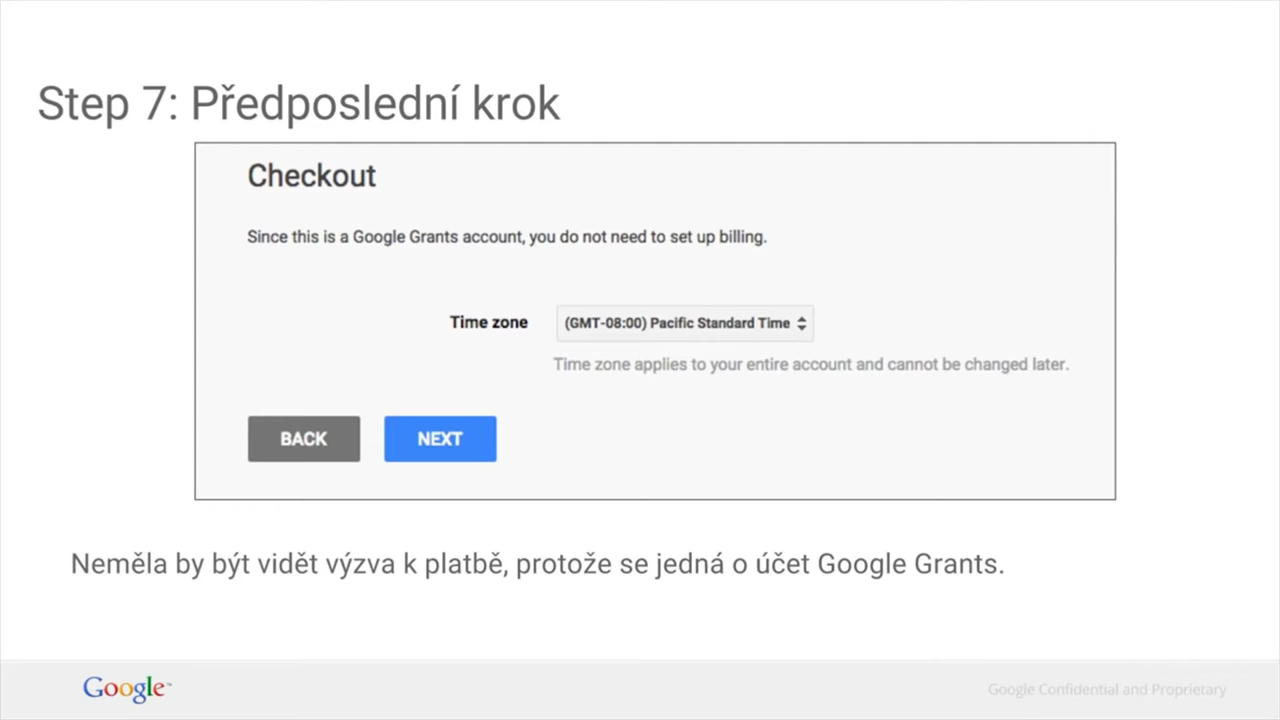 Step 7: Předposlední krok
Checkout
Since this is a Google Grants account, you do not need to set up billing.
Time zone (GMT-08:00) Pacific Standard Time
Time zone applies to your entire account and cannot be changed later.
BACK NEXT
Neměla by být vidět výzva k platbě, protože se jedná o účet Google Grants.
Google™ Google Confidential and Proprietary